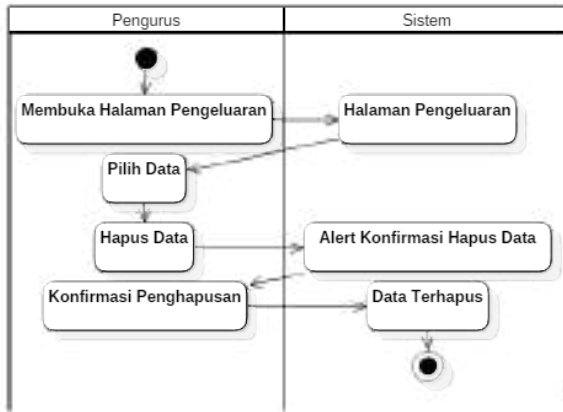 Pengurus
Sistem
Membuka Halaman Pengeluaran
Halaman Pengeluaran
Pilih Data
Hapus Data
Alert Konfirmasi Hapus Data
Konfirmasi Penghapusan
Data Terhapus